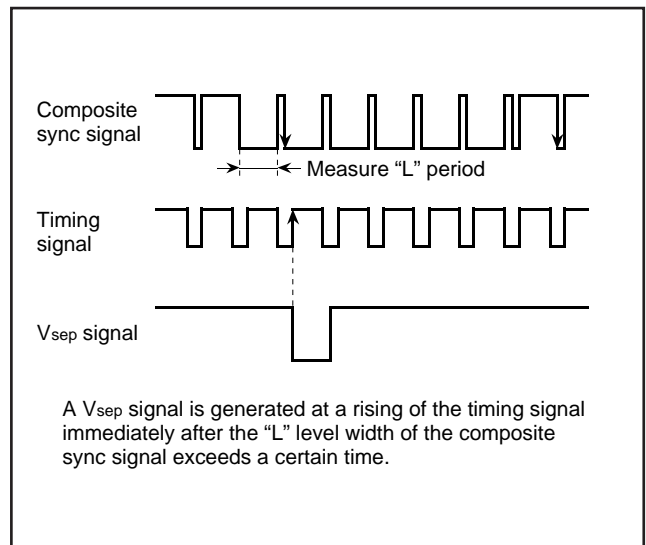 Composite
sync signal
Measure “L” period
Timing
signal
Vsep signal
A Vsep signal is generated at a rising of the timing signal
immediately after the “L” level width of the composite
sync signal exceeds a certain time.